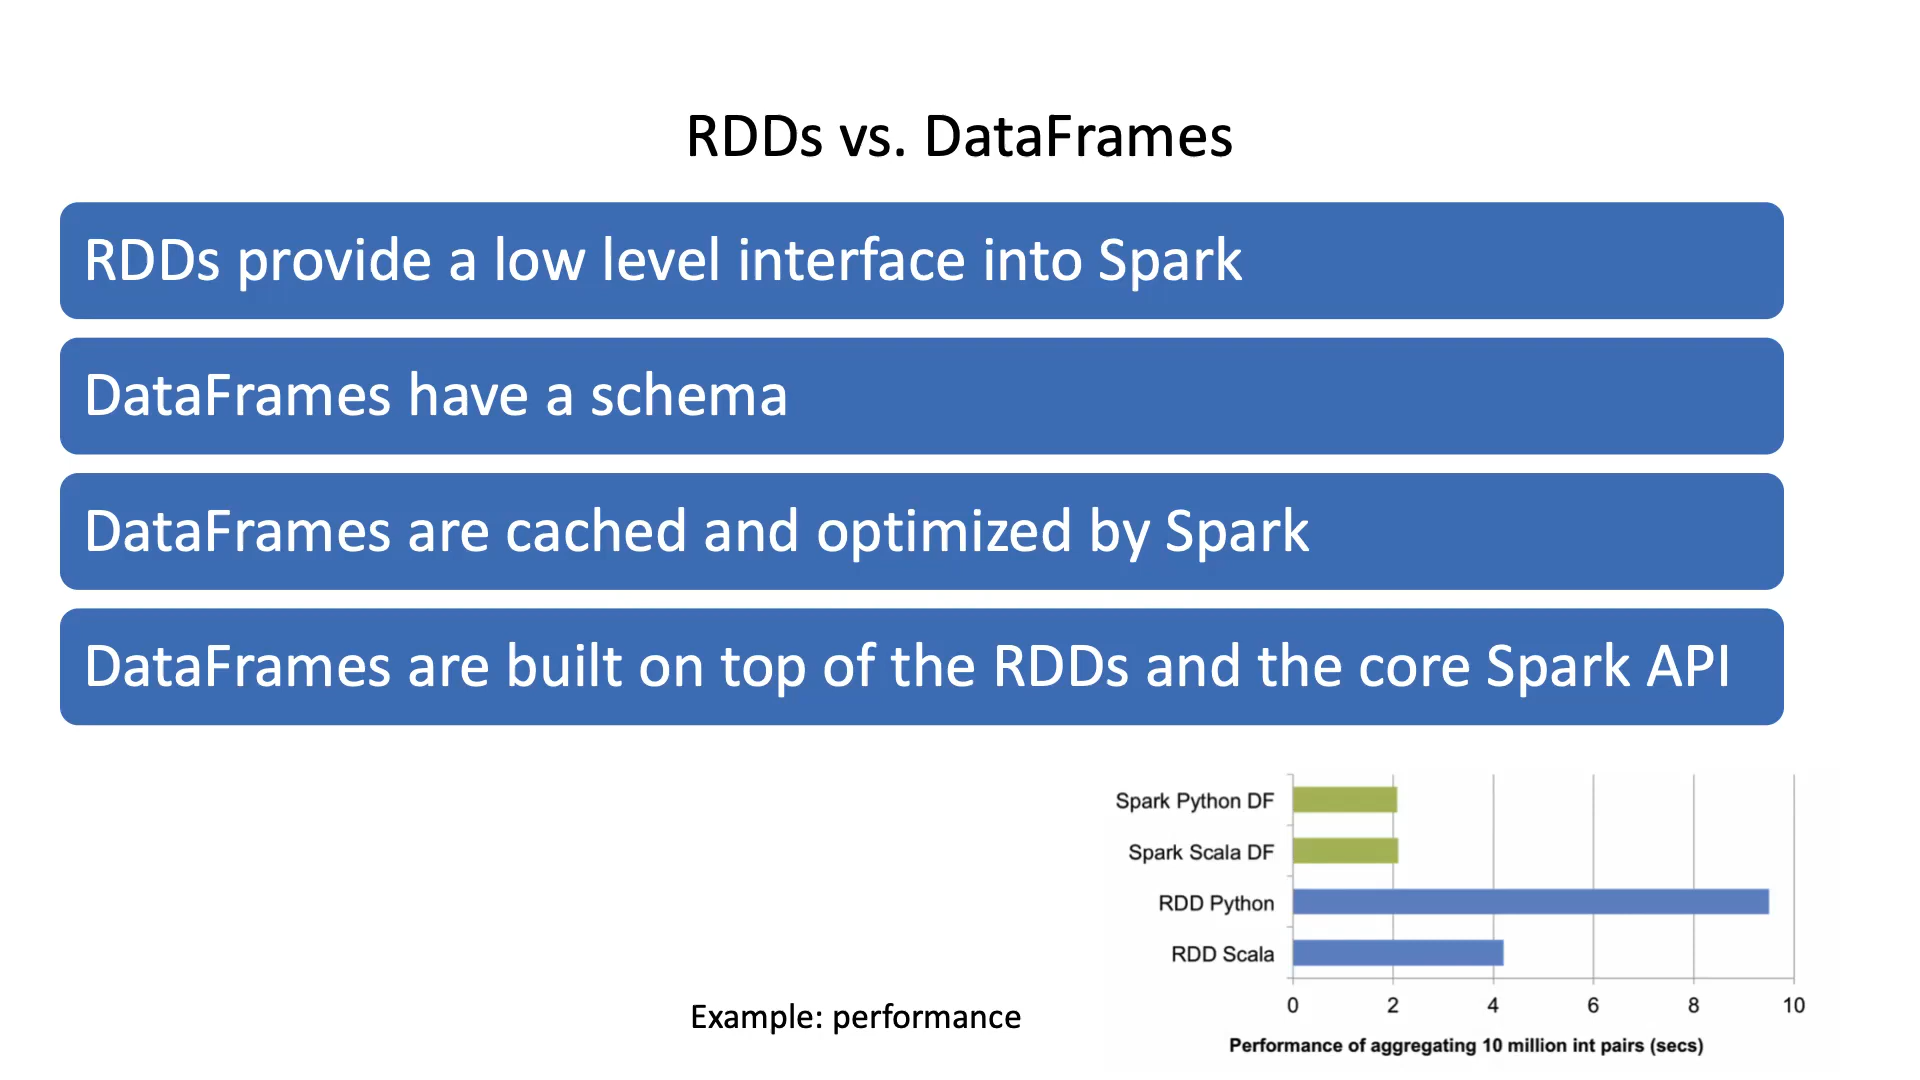 RDDs vs. DataFrames
RDDs provide a low level interface into Spark
DataFrames have a schema
DataFrames are cached and optimized by Spark
DataFrames are built on top of the RDDs and the core Spark API
Spark Python DF
Spark Scala DF
RDD Python
RDD Scala
0 2 4 6 8 10
Performance of aggregating 10 million int pairs (secs)
Example: performance